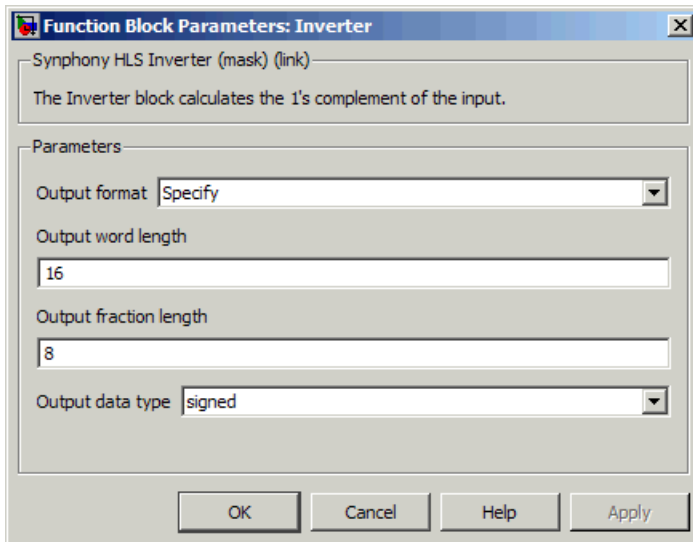 Function Block Parameters: Inverter
Synphony HLS Inverter (mask) (link)
The Inverter block calculates the 1's complement of the input.
Parameters
Output format Specify
Output word length
16
Output fraction length
8
Output data type signed
OK Cancel Help Apply